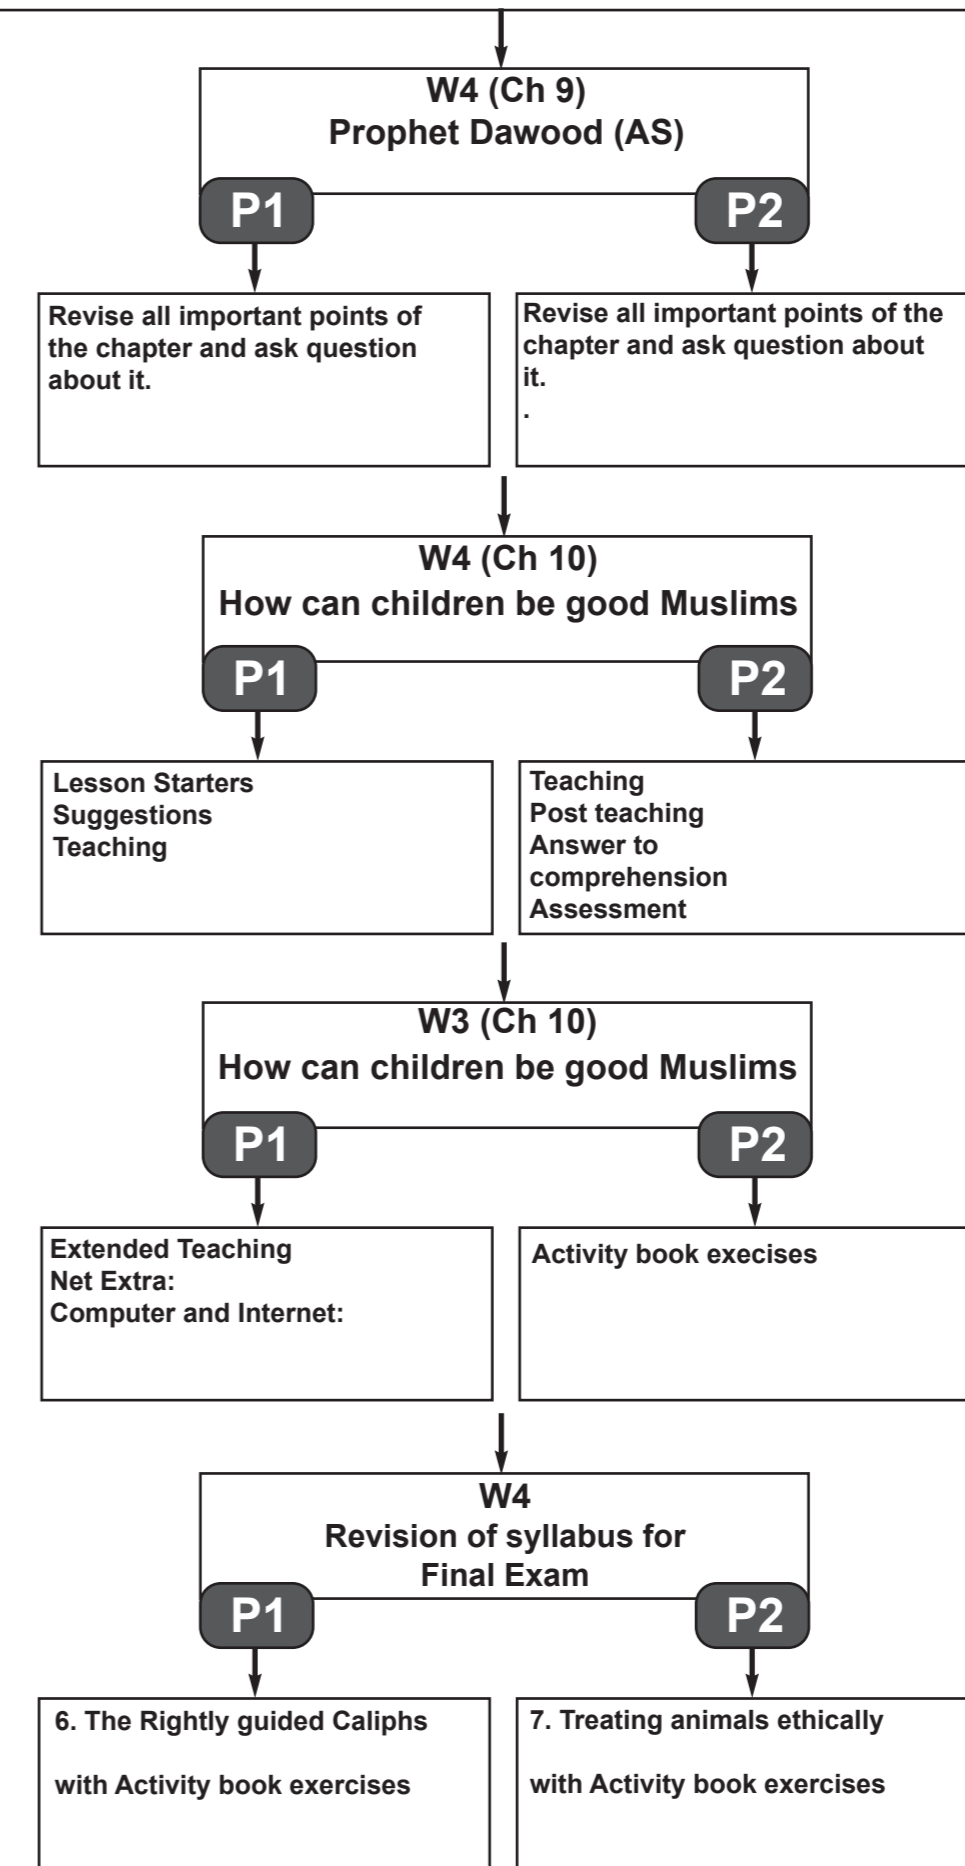 W4 (Ch 9)
Prophet Dawood (AS)
P1
P2
Revise all important points of
the chapter and ask question
about it.
Revise all important points of the
chapter and ask question about
it.
.
W4 (Ch 10)
How can children be good Muslims
P1
P2
Lesson Starters
Suggestions
Teaching
Teaching
Post teaching
Answer to
comprehension
Assessment
W3 (Ch 10)
How can children be good Muslims
P1
P2
Extended Teaching
Net Extra:
Computer and Internet:
Activity book execises
W4
Revision of syllabus for
Final Exam
P1
P2
6. The Rightly guided Caliphs
with Activity book exercises
7. Treating animals ethically
with Activity book exercises